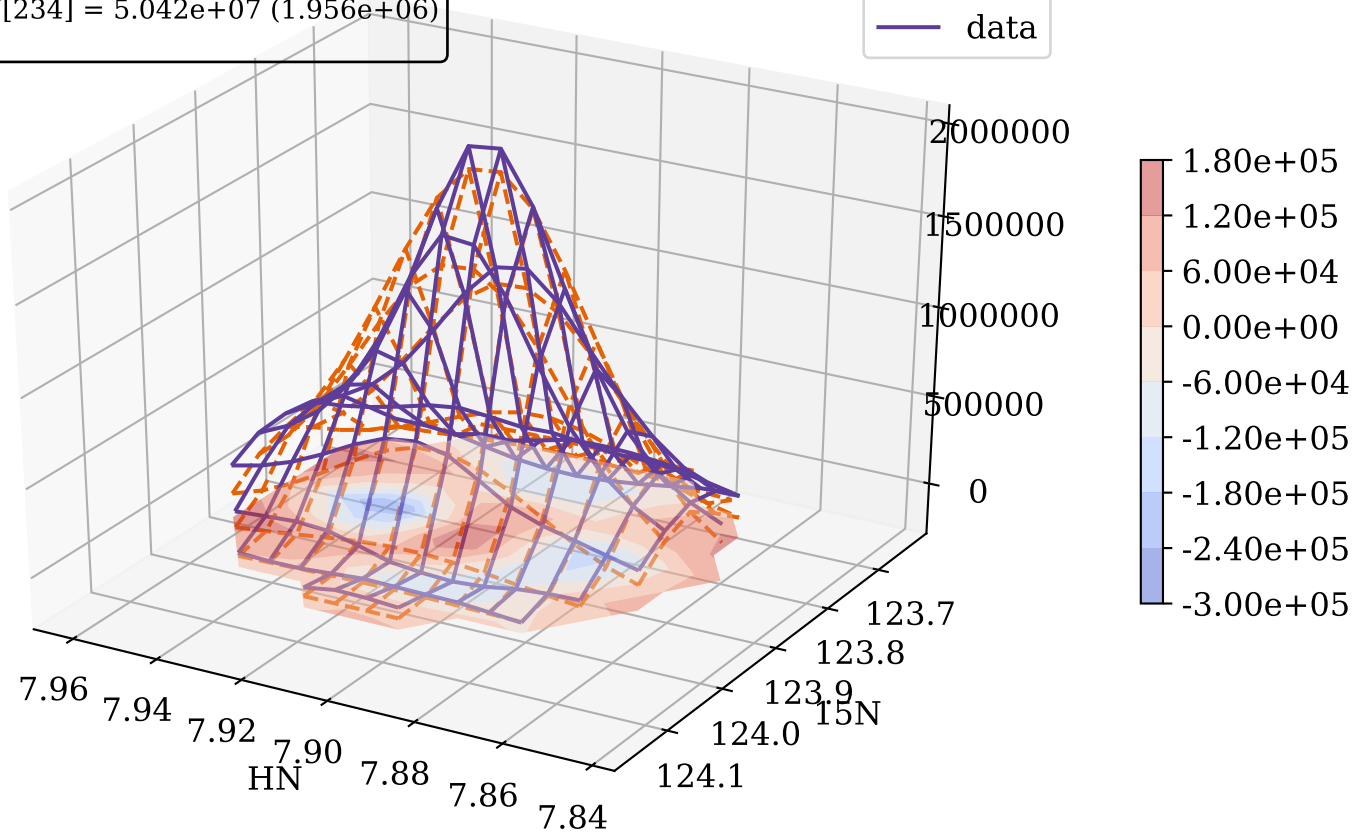 [234] = 5.042e+07 (1.956e+06)
data
2000000
1500000
1000000
500000
0
1.80e+05
1.20e+05
6.00e+04
0.00e+00
-6.00e+04
-1.20e+05
-1.80e+05
-2.40e+05
-3.00e+05
123.7
123.8
123.9
124.0
124.1
15N
7.96
7.94
7.92
7.90
7.88
7.86
7.84
HN